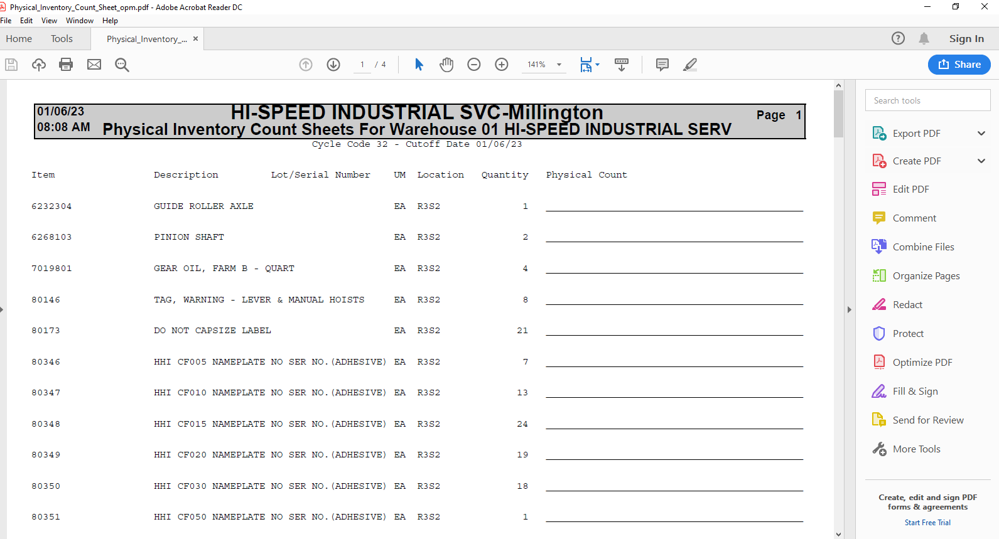 Physical_Inventory_Count_Sheet_opm.pdf - Adobe Acrobat Reader DC
File Edit View Window Help
Home Tools Physical_Inventory_... × Sign In
1 / 4 141% Share
01/06/23 HI-SPEED INDUSTRIAL SVC-Millington Page 1
08:08 AM Physical Inventory Count Sheets For Warehouse 01 HI-SPEED INDUSTRIAL SERV
Cycle Code 32 - Cutoff Date 01/06/23
Item Description Lot/Serial Number UM Location Quantity Physical Count
6232304 GUIDE ROLLER AXLE EA R3S2 1
6268103 PINION SHAFT EA R3S2 2
7019801 GEAR OIL, FARM B - QUART EA R3S2 4
80146 TAG, WARNING - LEVER & MANUAL HOISTS EA R3S2 8
80173 DO NOT CAPSIZE LABEL EA R3S2 21
80346 HHI CF005 NAMEPLATE NO SER NO.(ADHESIVE) EA R3S2 7
80347 HHI CF010 NAMEPLATE NO SER NO.(ADHESIVE) EA R3S2 13
80348 HHI CF015 NAMEPLATE NO SER NO.(ADHESIVE) EA R3S2 24
80349 HHI CF020 NAMEPLATE NO SER NO.(ADHESIVE) EA R3S2 19
80350 HHI CF030 NAMEPLATE NO SER NO.(ADHESIVE) EA R3S2 18
80351 HHI CF050 NAMEPLATE NO SER NO.(ADHESIVE) EA R3S2 1
Search tools
Export PDF
Create PDF
Edit PDF
Comment
Combine Files
Organize Pages
Redact
Protect
Optimize PDF
Fill & Sign
Send for Review
More Tools
Create, edit and sign PDF
forms & agreements
Start Free Trial